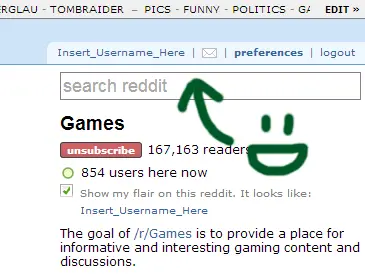 ERGLAU - TOMBRAIDER – PICS - FUNNY - POLITICS - GA EDIT »
Insert_Username_Here | | preferences | logout
search reddit
Games
unsubscribe 167,163 readers
854 users here now
Show my flair on this reddit. It looks like:
Insert_Username_Here
The goal of /r/Games is to provide a place for
informative and interesting gaming content and
discussions.